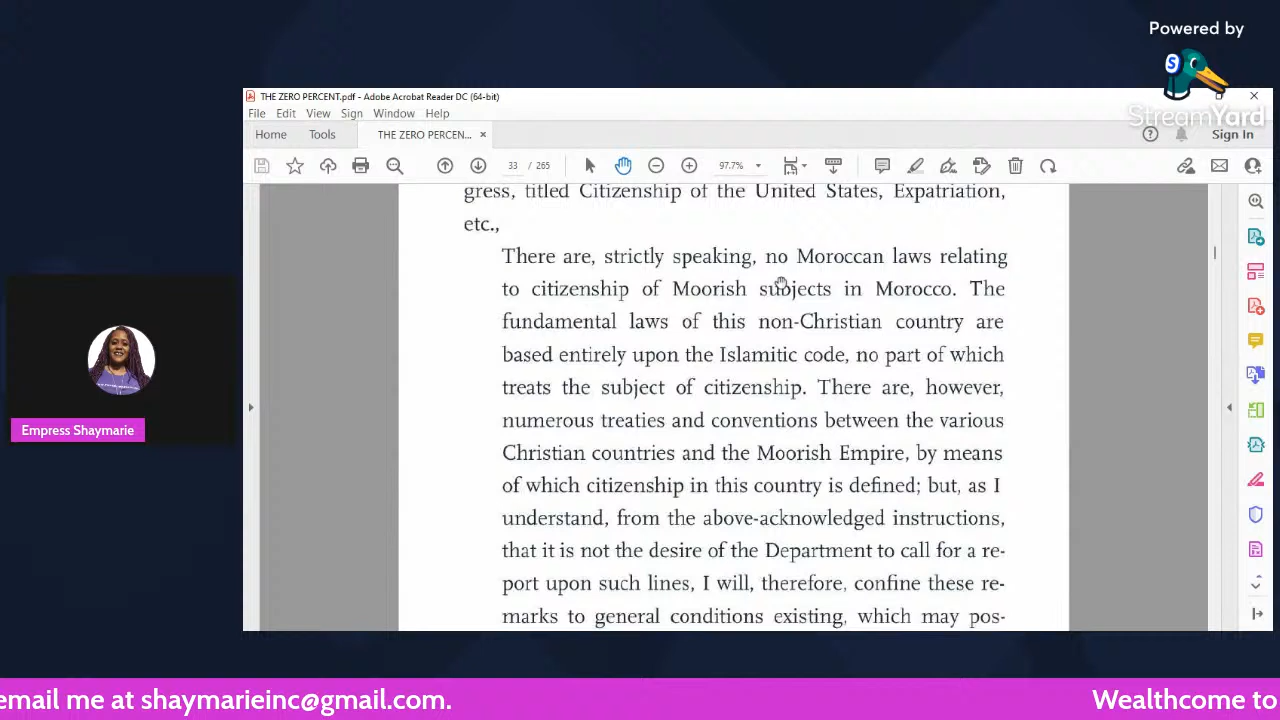 Powered by
S
StreamYard
THE ZERO PERCENT.pdf - Adobe Acrobat Reader DC (64-bit)
File Edit View Sign Window Help
Home Tools THE ZERO PERCEN... ×
Sign In
33 / 265 97.7%
gress, titled Citizenship of the United States, Expatriation,
etc.,
There are, strictly speaking, no Moroccan laws relating
to citizenship of Moorish subjects in Morocco. The
fundamental laws of this non-Christian country are
based entirely upon the Islamitic code, no part of which
treats the subject of citizenship. There are, however,
numerous treaties and conventions between the various
Christian countries and the Moorish Empire, by means
of which citizenship in this country is defined; but, as I
understand, from the above-acknowledged instructions,
that it is not the desire of the Department to call for a re-
port upon such lines, I will, therefore, confine these re-
marks to general conditions existing, which may pos-
Empress Shaymarie
email me at shaymarieinc@gmail.com.
Wealthcome to